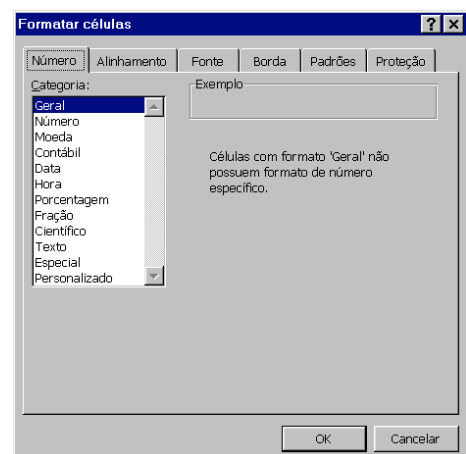 Formatar células
Número Alinhamento Fonte Borda Padrões Proteção
Categoria:
Geral
Número
Moeda
Contábil
Data
Hora
Porcentagem
Fração
Científico
Texto
Especial
Personalizado
Exemplo
Células com formato 'Geral' não
possuem formato de número
específico.
OK Cancelar